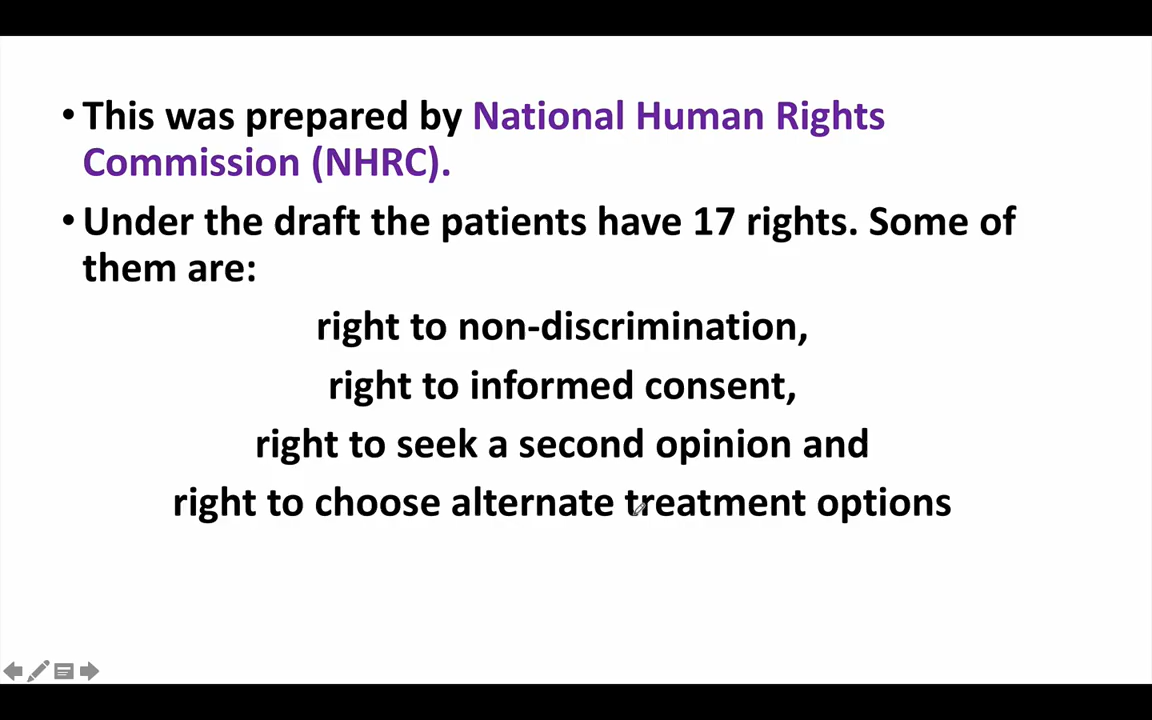 • This was prepared by National Human Rights
Commission (NHRC).
• Under the draft the patients have 17 rights. Some of
them are:
right to non-discrimination,
right to informed consent,
right to seek a second opinion and
right to choose alternate treatment options